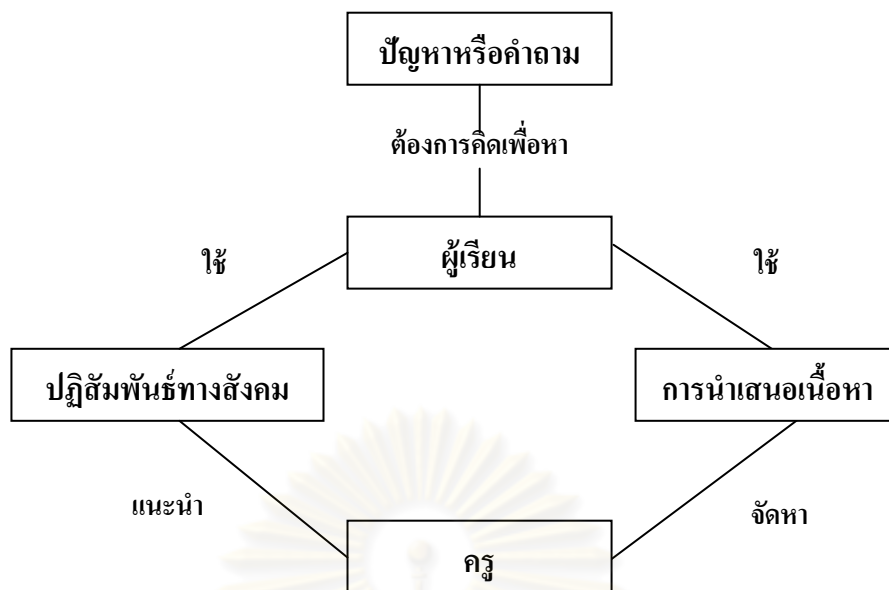 ปัญหาหรือคำถาม
ต้องการคิดเพื่อหา
ผู้เรียน
ใช้
ใช้
ปฏิสัมพันธ์ทางสังคม
การนำเสนอเนื้อหา
แนะนำ
จัดหา
ครู